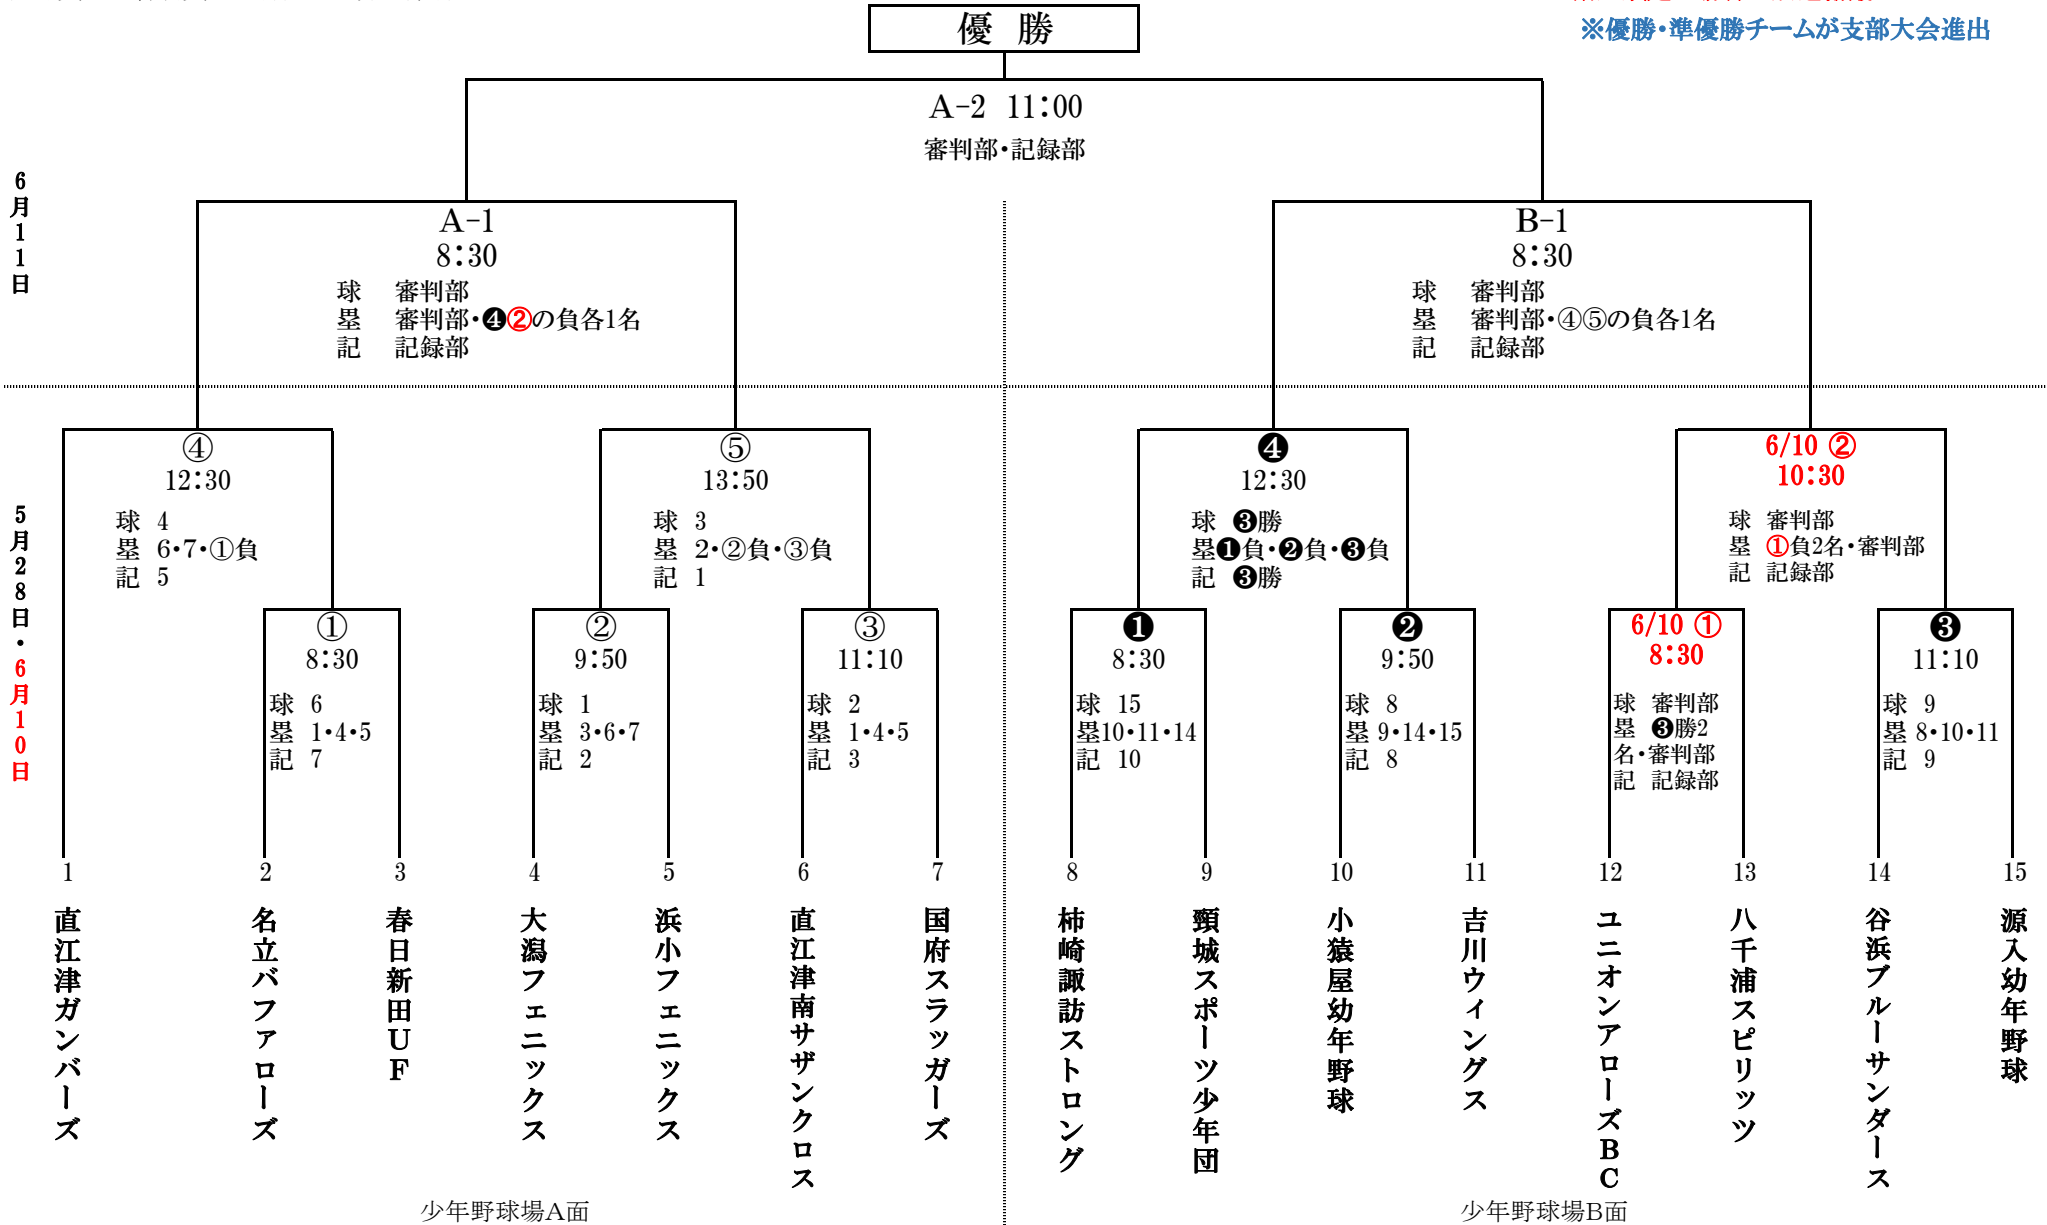 ※優勝・準優勝チームが支部大会進出
優 勝
A-2 11:00
審判部・記録部
6月11日
A-1
8:30
球 審判部
塁 審判部・❹②の負各1名
記 記録部
B-1
8:30
球 審判部
塁 審判部・④⑤の負各1名
記 記録部
5月28日・6月10日
④
12:30
球 4
塁 6・7・①負
記 5
⑤
13:50
球 3
塁 2・②負・③負
記 1
❹
12:30
球 ❸勝
塁❶負・❷負・❸負
記 ❸勝
6/10 ②
10:30
球 審判部
塁 ①負2名・審判部
記 記録部
①
8:30
球 6
塁 1・4・5
記 7
②
9:50
球 1
塁 3・6・7
記 2
③
11:10
球 2
塁 1・4・5
記 3
❶
8:30
球 15
塁10・11・14
記 10
❷
9:50
球 8
塁 9・14・15
記 8
6/10 ①
8:30
球 審判部
塁 ❸勝2
名・審判部
記 記録部
❸
11:10
球 9
塁 8・10・11
記 9
1
直江津ガンバーズ
2
名立バファローズ
3
春日新田UF
4
大潟フェニックス
5
浜小フェニックス
6
直江津南サザンクロス
7
国府スラッガーズ
8
柿崎諏訪ストロング
9
頸城スポーツ少年団
10
小猿屋幼年野球
11
吉川ウィングス
12
ユニオンアローズBC
13
八千浦スピリッツ
14
谷浜ブルーサンダース
15
源入幼年野球
少年野球場A面
少年野球場B面